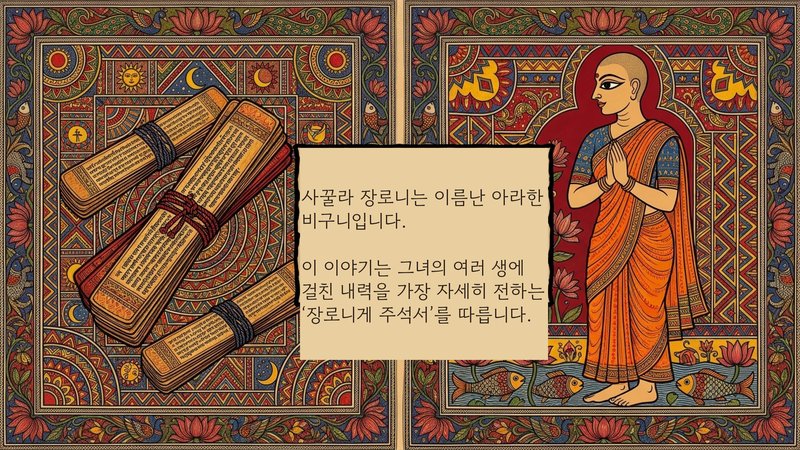 사꿀라 장로니는 이름난 아라한
비구니입니다.
이 이야기는 그녀의 여러 생에
걸친 내력을 가장 자세히 전하는
‘장로니게 주석서’를 따릅니다.